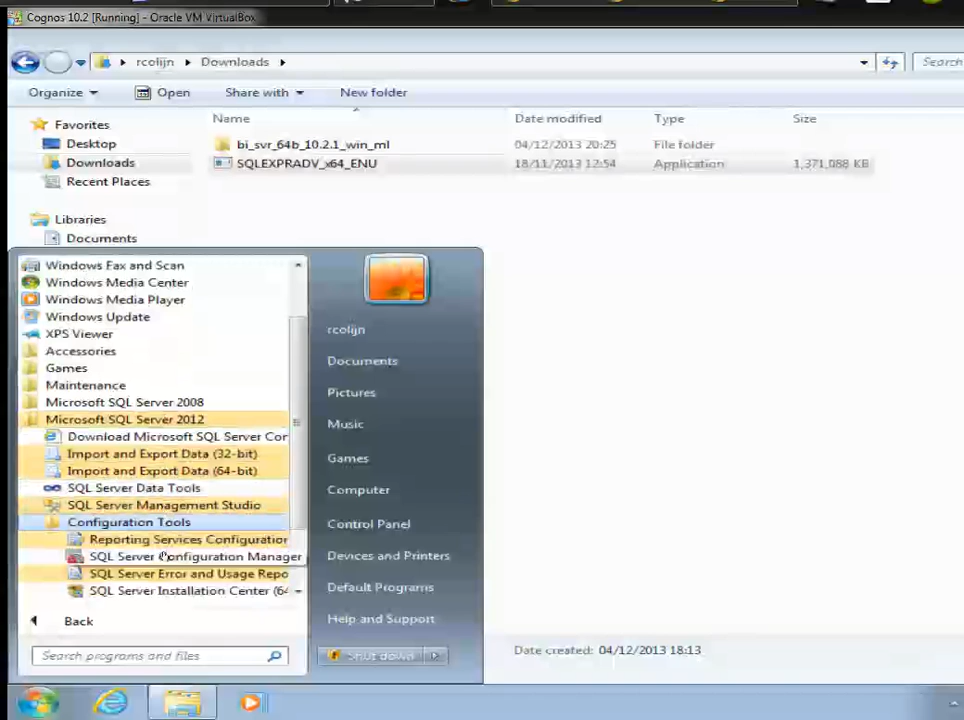 Cognos 10.2 [Running] - Oracle VM VirtualBox
rcolijn Downloads
Search
Organize Open Share with New folder
Name Date modified Type Size
Favorites
Desktop
Downloads
Recent Places
Libraries
Documents
bi_svr_64b_10.2.1_win_ml 04/12/2013 20:25 File folder
SQLEXPRADV_x64_ENU 18/11/2013 12:54 Application 1,371,088 KB
Windows Fax and Scan
Windows Media Center
Windows Media Player
Windows Update
XPS Viewer
Accessories
Games
Maintenance
Microsoft SQL Server 2008
Microsoft SQL Server 2012
Download Microsoft SQL Server Cor
Import and Export Data (32-bit)
Import and Export Data (64-bit)
SQL Server Data Tools
SQL Server Management Studio
Configuration Tools
Reporting Services Configuration
SQL Server Configuration Manager
SQL Server Error and Usage Repo
SQL Server Installation Center (64
Back
Search programs and files
rcolijn
Documents
Pictures
Music
Games
Computer
Control Panel
Devices and Printers
Default Programs
Help and Support
Shut down
Date created: 04/12/2013 18:13